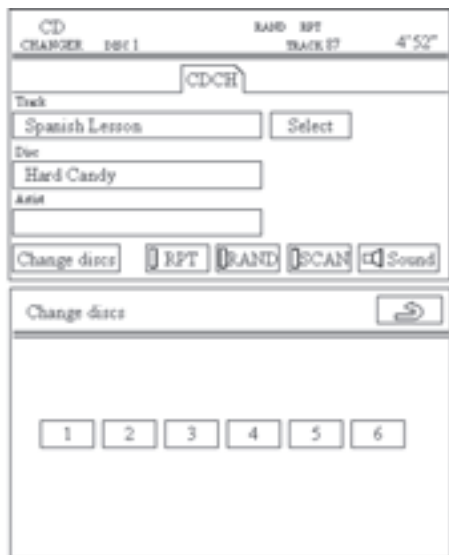 CD RAND RPT
CHANGER DISC 1 TRACK 07 4'52"
CDCH
Track
Spanish Lesson Select
Disc
Hard Candy
Artist
Change discs RPT RAND SCAN Sound
Change discs
1 2 3 4 5 6